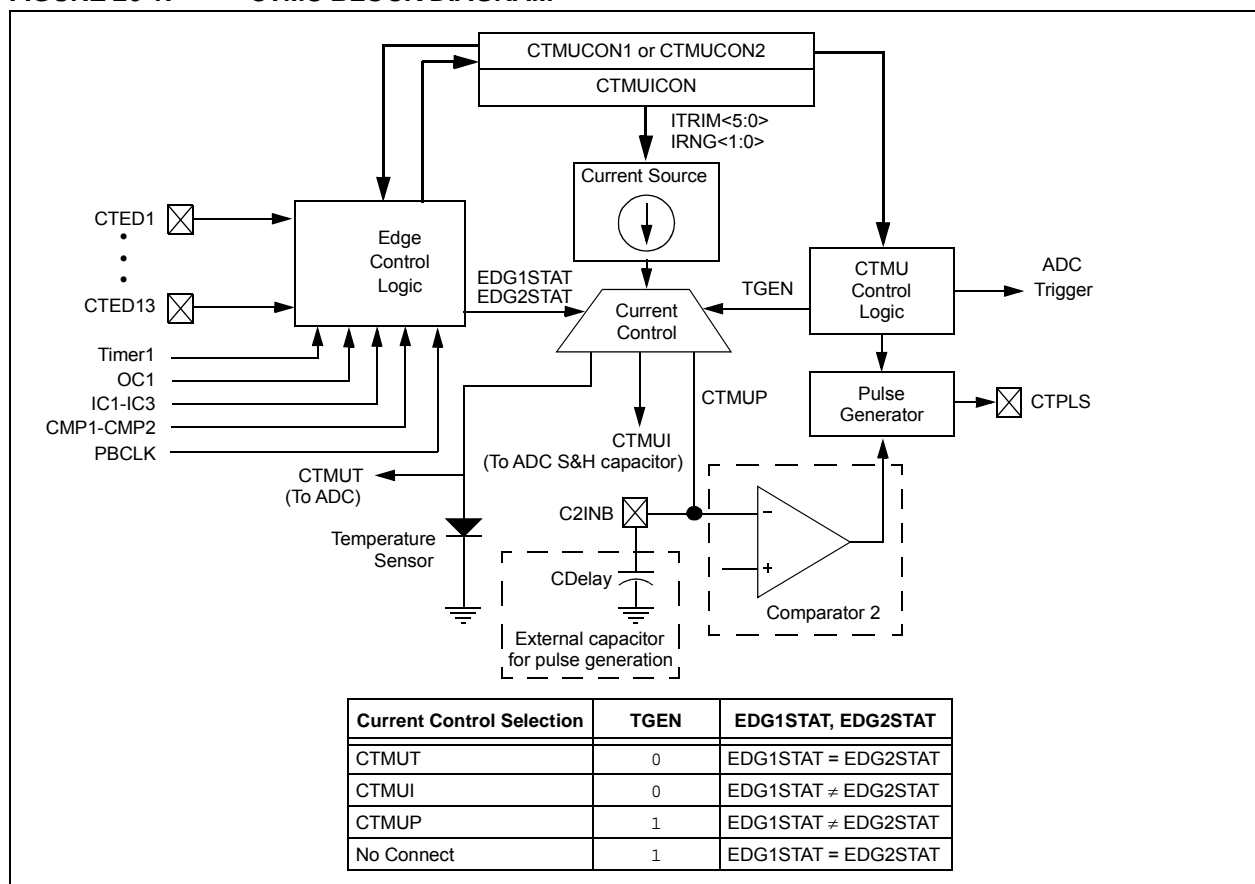 CTMUCON1 or CTMUCON2
CTMUICON
ITRIM<5:0>
IRNG<1:0>
Current Source
CTED1
CTED13
Edge
Control
Logic
EDG1STAT
EDG2STAT
Current
Control
TGEN
CTMU
Control
Logic
ADC
Trigger
Timer1
OC1
IC1-IC3
CMP1-CMP2
PBCLK
CTMUT
(To ADC)
CTMUI
(To ADC S&H capacitor)
CTMUP
Pulse
Generator
CTPLS
C2INB
Temperature
Sensor
CDelay
External capacitor
for pulse generation
−
+
Comparator 2
Current Control Selection TGEN EDG1STAT, EDG2STAT
CTMUT 0 EDG1STAT = EDG2STAT
CTMUI 0 EDG1STAT ≠ EDG2STAT
CTMUP 1 EDG1STAT ≠ EDG2STAT
No Connect 1 EDG1STAT = EDG2STAT